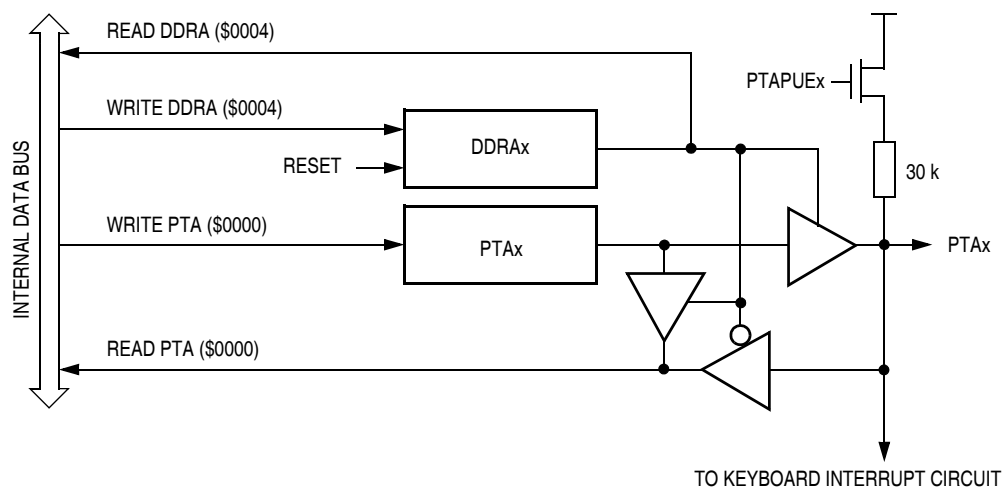 READ DDRA ($0004)
PTAPUEx
WRITE DDRA ($0004)
DDRAx
RESET
30 k
INTERNAL DATA BUS
WRITE PTA ($0000)
PTAx
PTAx
READ PTA ($0000)
TO KEYBOARD INTERRUPT CIRCUIT